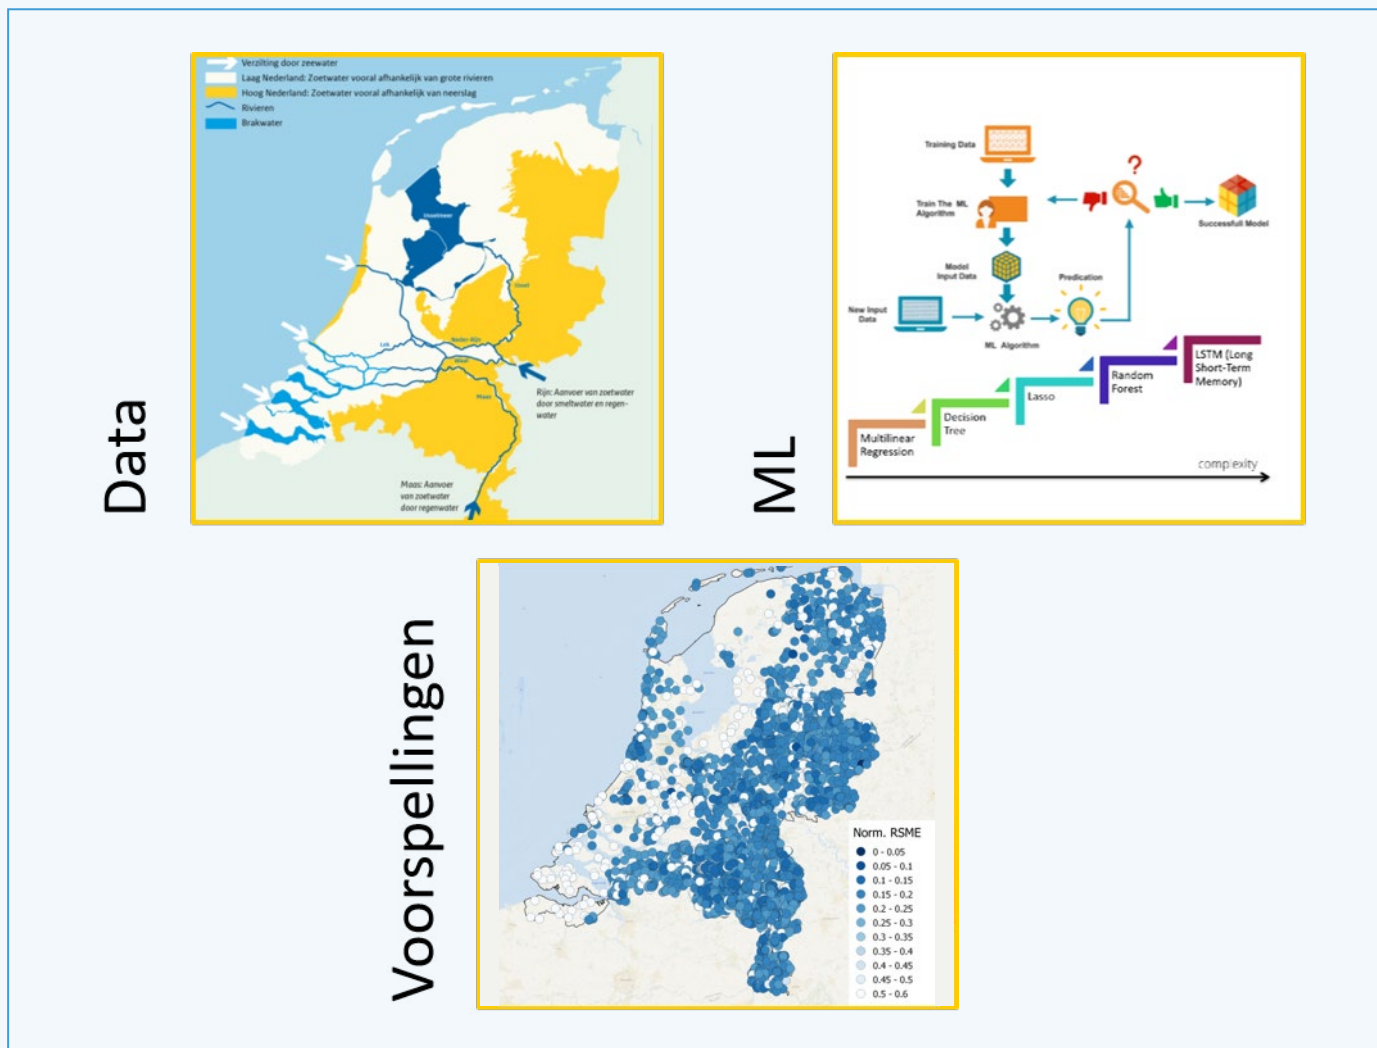 Data
Verzilting door zeewater
Laag Nederland: Zoetwater vooral afhankelijk van grote rivieren
Hoog Nederland: Zoetwater vooral afhankelijk van neerslag
Rivieren
Brakwater
IJsselmeer
IJssel
Lek
Neder-Rijn
Waal
Maas
Rijn: Aanvoer van zoetwater
door smeltwater en regen-
water
Maas: Aanvoer
van zoetwater
door regenwater
ML
Training Data
?
Train The ML
Algorithm
Successfull Model
Model
Input Data
Predication
New Input
Data
ML Algorithm
LSTM (Long
Short-Term
Memory)
Random
Forest
Lasso
Decision
Tree
Multilinear
Regression
complexity
Voorspellingen
Norm. RSME
0 - 0.05
0.05 - 0.1
0.1 - 0.15
0.15 - 0.2
0.2 - 0.25
0.25 - 0.3
0.3 - 0.35
0.35 - 0.4
0.4 - 0.45
0.45 - 0.5
0.5 - 0.6